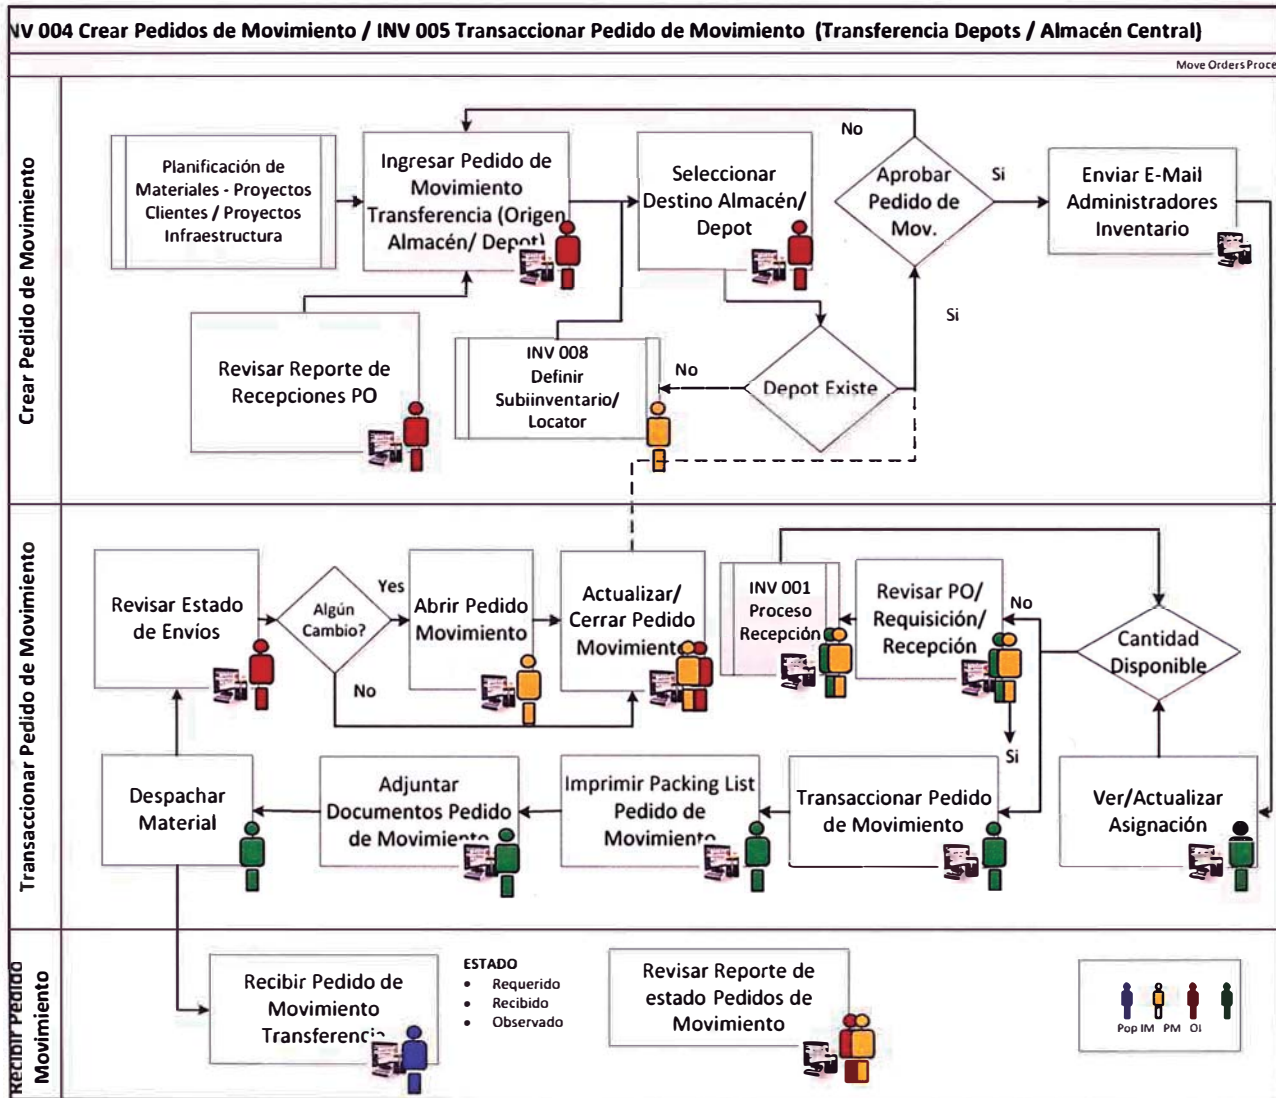 NV 004 Crear Pedidos de Movimiento / INV 005 Transaccionar Pedido de Movimiento (Transferencia Depots / Almacén Central)
Move Orders Proce
Crear Pedido de Movimiento
Planificación de
Materiales - Proyectos
Clientes / Proyectos
Infraestructura
Ingresar Pedido de
Movimiento
Transferencia (Origen
Almacén/ Depot)
Seleccionar
Destino Almacén/
Depot
No
Aprobar
Pedido de
Mov.
Si
Enviar E-Mail
Administradores
Inventario
Si
Revisar Reporte de
Recepciones PO
INV 008
Definir
Subiinventario/
Locator
No
Depot Existe
Transaccionar Pedido de Movimiento
Revisar Estado
de Envíos
Algún
Cambio?
Yes
No
Abrir Pedido
Movimiento
Actualizar/
Cerrar Pedido
Movimiento
INV 001
Proceso
Recepción
Revisar PO/
Requisición/
Recepción
No
Si
Cantidad
Disponible
Despachar
Material
Adjuntar
Documentos Pedido
de Movimiento
Imprimir Packing List
Pedido de
Movimiento
Transaccionar Pedido
de Movimiento
Ver/Actualizar
Asignación
Recibir Pedido
Movimiento
Recibir Pedido de
Movimiento
Transferencia
ESTADO
• Requerido
• Recibido
• Observado
Revisar Reporte de
estado Pedidos de
Movimiento
Pop IM PM OI